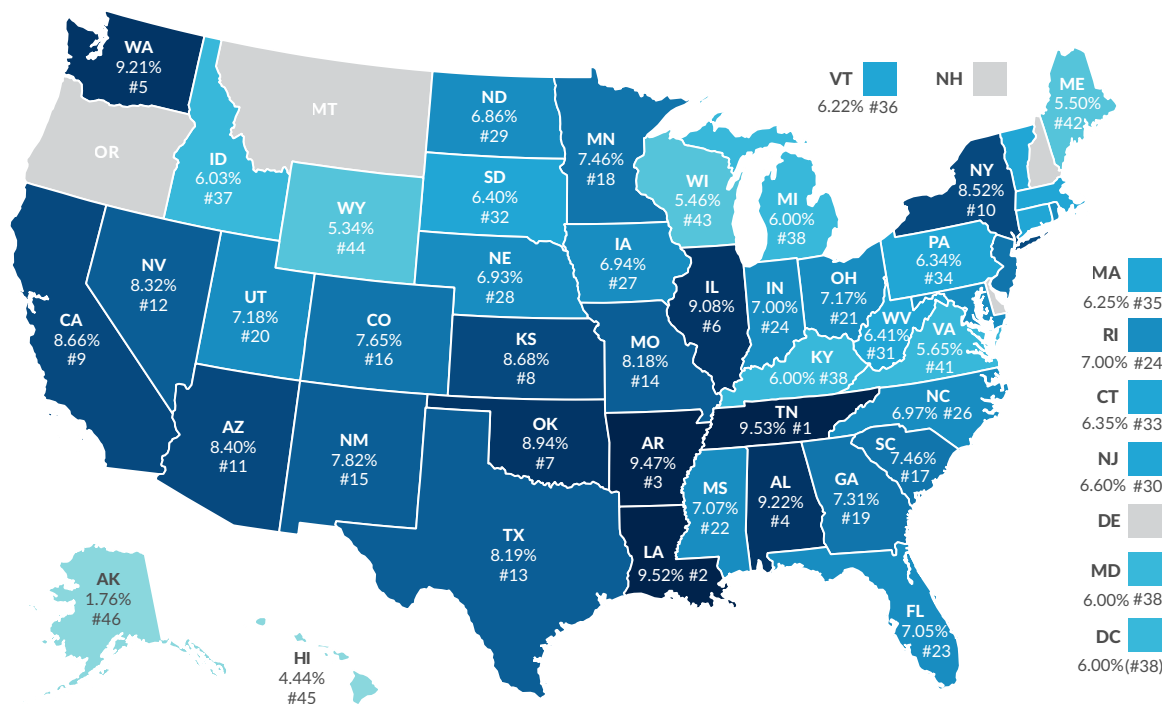 WA
9.21%
#5
VT
6.22% #36
NH
ME
5.50%
#42
MT
ND
6.86%
#29
MN
7.46%
#18
OR
ID
6.03%
#37
SD
6.40%
#32
WI
5.46%
#43
MI
6.00%
#38
NY
8.52%
#10
WY
5.34%
#44
NE
6.93%
#28
IA
6.94%
#27
PA
6.34%
#34
NV
8.32%
#12
UT
7.18%
#20
CO
7.65%
#16
IL
9.08%
#6
IN
7.00%
#24
OH
7.17%
#21
MA
6.25% #35
CA
8.66%
#9
KS
8.68%
#8
MO
8.18%
#14
WV
6.41%
#31
VA
5.65%
#41
RI
7.00% #24
KY
6.00% #38
CT
6.35% #33
AZ
8.40%
#11
NM
7.82%
#15
OK
8.94%
#7
AR
9.47%
#3
TN
9.53% #1
NC
6.97% #26
SC
7.46%
#17
NJ
6.60% #30
MS
7.07%
#22
AL
9.22%
#4
GA
7.31%
#19
DE
TX
8.19%
#13
LA
9.52% #2
MD
6.00% #38
AK
1.76%
#46
FL
7.05%
#23
DC
6.00%(#38)
HI
4.44%
#45